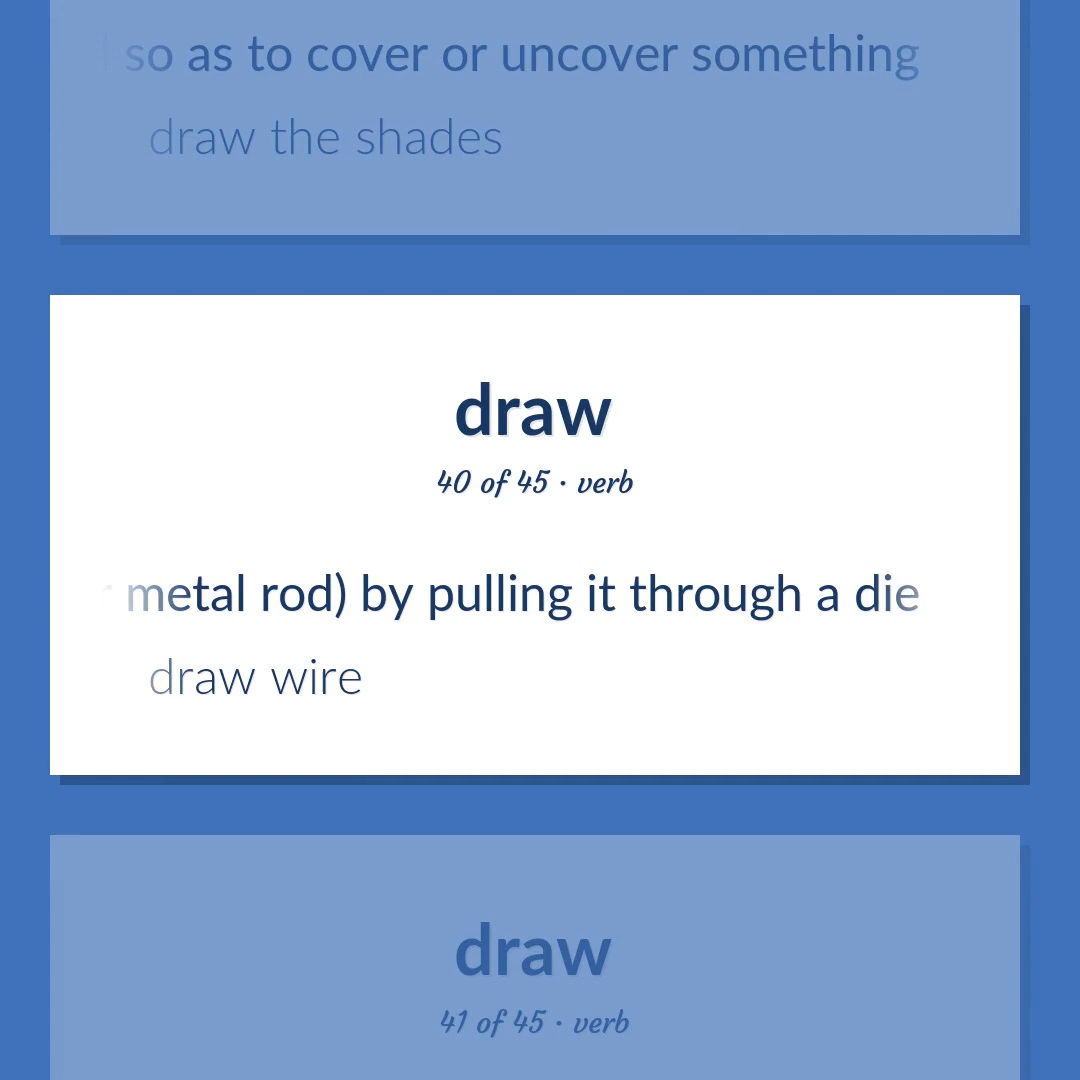 so as to cover or uncover something
draw the shades
draw
40 of 45 · verb
metal rod) by pulling it through a die
draw wire
draw
41 of 45 · verb